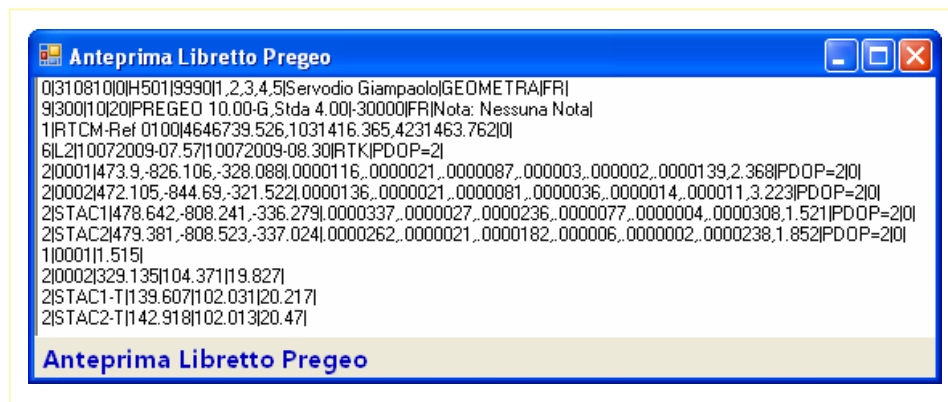 Anteprima Libretto Pregeo
0|310810|0|H501|9990|1,2,3,4,5|Servodio Giampaolo|GEOMETRA|FR|
9|300|10|20|PREGEO 10.00-G,Stda 4.00|-30000|FR|Nota: Nessuna Nota|
1|RTCM-Ref 0100|4646739.526,1031416.365,4231463.762|0|
6|L2|10072009-07.57|10072009-08.30|RTK|PDOP=2|
2|0001|473.9,-826.106,-328.088|.0000116,.0000021,.0000087,.000003,.000002,.0000139,2.368|PDOP=2|0|
2|0002|472.105,-844.69,-321.522|.0000136,.0000021,.0000081,.0000036,.0000014,.000011,3.223|PDOP=2|0|
2|STAC1|478.642,-808.241,-336.279|.0000337,.0000027,.0000236,.0000077,.0000004,.0000308,1.521|PDOP=2|0|
2|STAC2|479.381,-808.523,-337.024|.0000262,.0000021,.0000182,.000006,.0000002,.0000238,1.852|PDOP=2|0|
1|0001|1.515|
2|0002|329.135|104.371|19.827|
2|STAC1-T|139.607|102.031|20.217|
2|STAC2-T|142.918|102.013|20.47|
Anteprima Libretto Pregeo